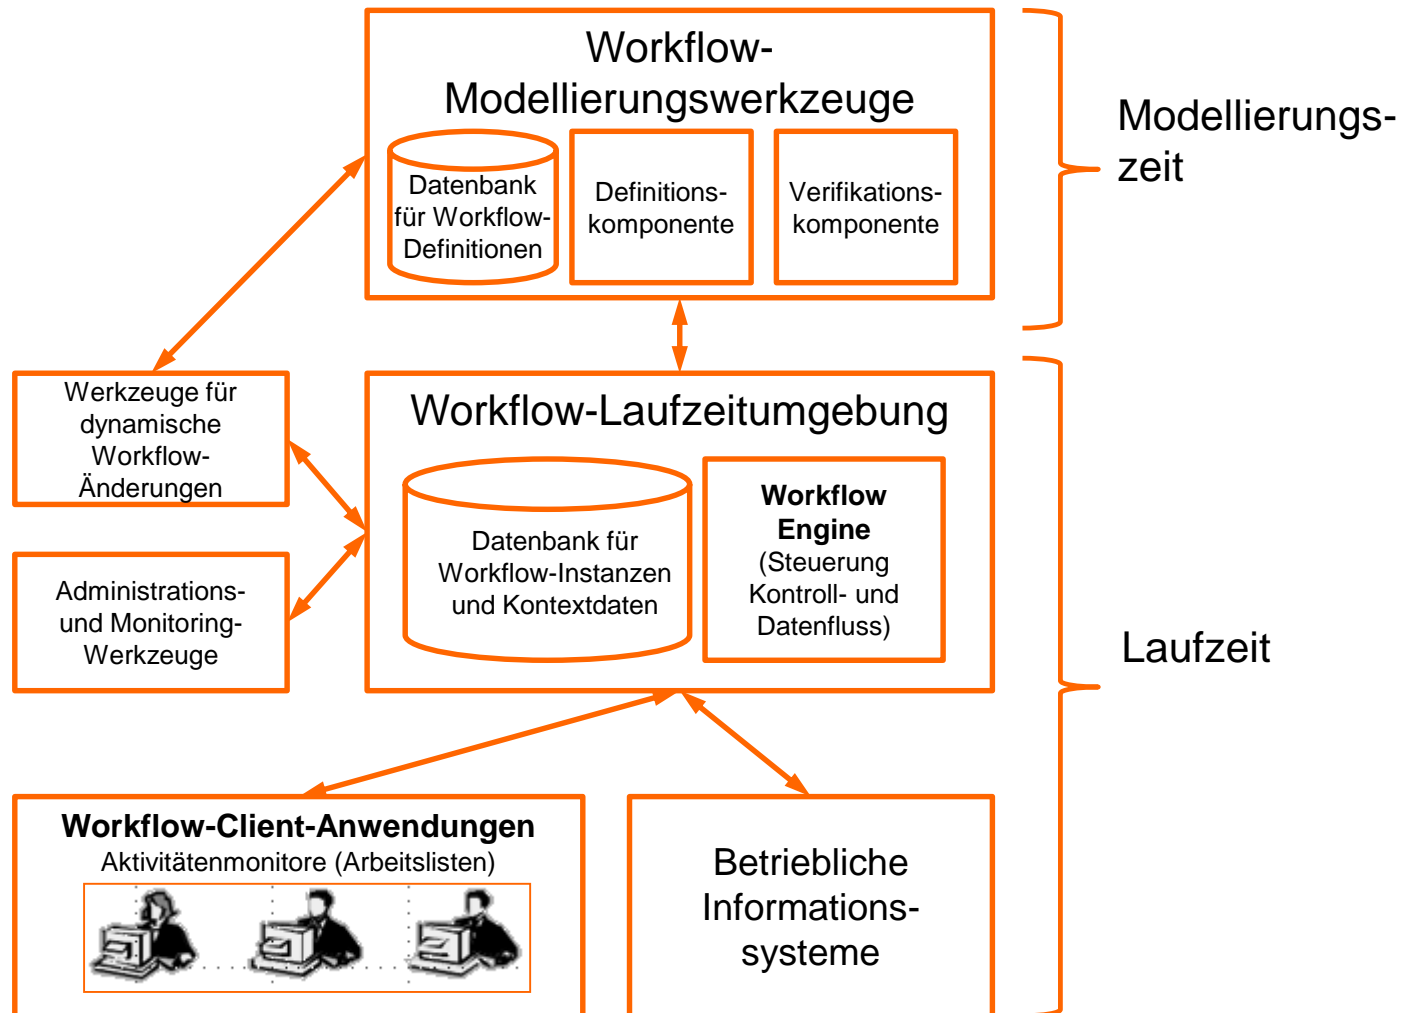 Workflow-
Modellierungswerkzeuge
Datenbank
für Workflow-
Definitionen
Definitions-
komponente
Verifikations-
komponente
Modellierungs-
zeit
Werkzeuge für
dynamische
Workflow-
Änderungen
Administrations-
und Monitoring-
Werkzeuge
Workflow-Laufzeitumgebung
Datenbank für
Workflow-Instanzen
und Kontextdaten
Workflow
Engine
(Steuerung
Kontroll- und
Datenfluss)
Laufzeit
Workflow-Client-Anwendungen
Aktivitätenmonitore (Arbeitslisten)
Betriebliche
Informations-
systeme